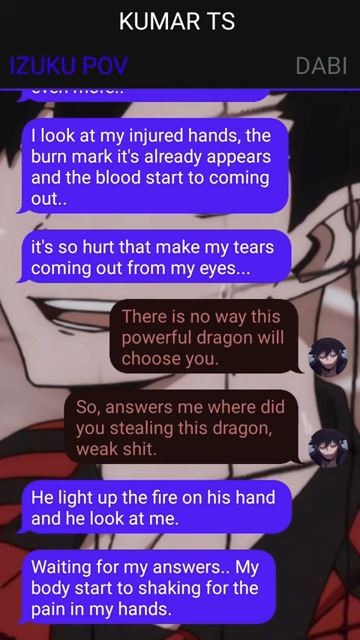 KUMAR TS
IZUKU POV
DABI
even more..
I look at my injured hands, the
burn mark it's already appears
and the blood start to coming
out..
it's so hurt that make my tears
coming out from my eyes...
There is no way this
powerful dragon will
choose you.
So, answers me where did
you stealing this dragon,
weak shit.
He light up the fire on his hand
and he look at me.
Waiting for my answers.. My
body start to shaking for the
pain in my hands.